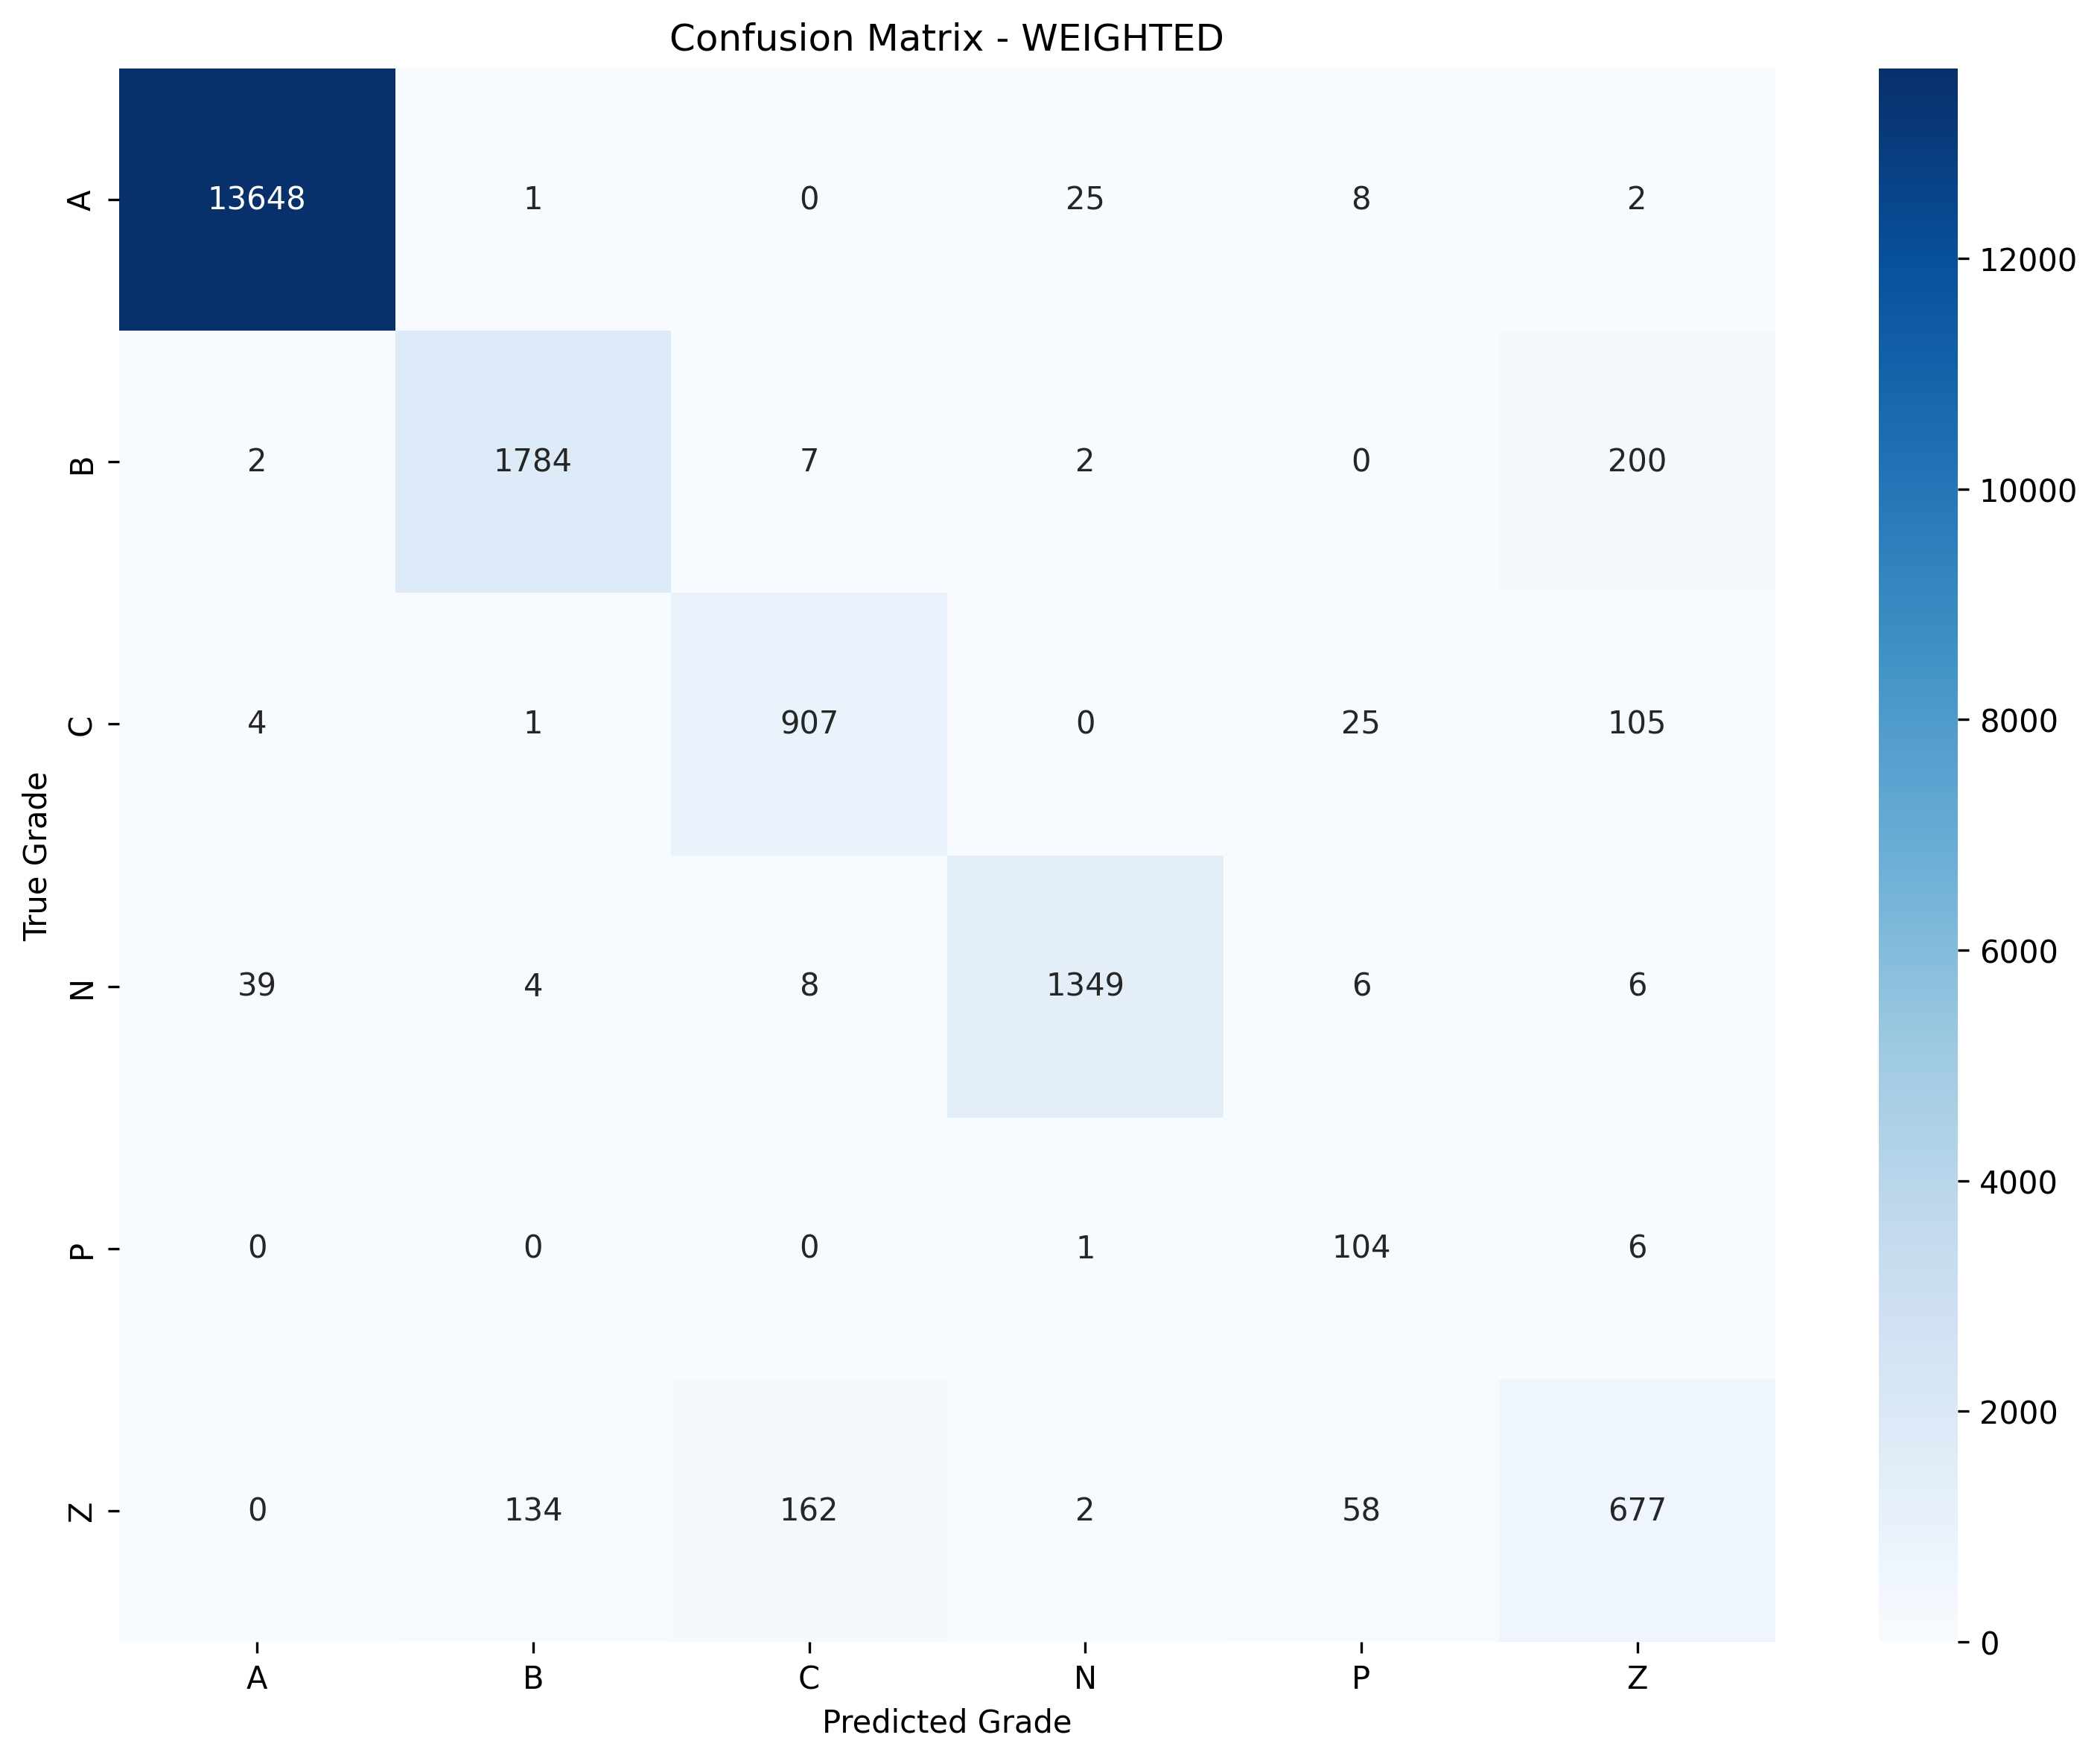 Confusion Matrix - WEIGHTED
True Grade
A 13648 1 0 25 8 2
B 2 1784 7 2 0 200
C 4 1 907 0 25 105
N 39 4 8 1349 6 6
P 0 0 0 1 104 6
Z 0 134 162 2 58 677
A B C N P Z
Predicted Grade
12000
10000
8000
6000
4000
2000
0